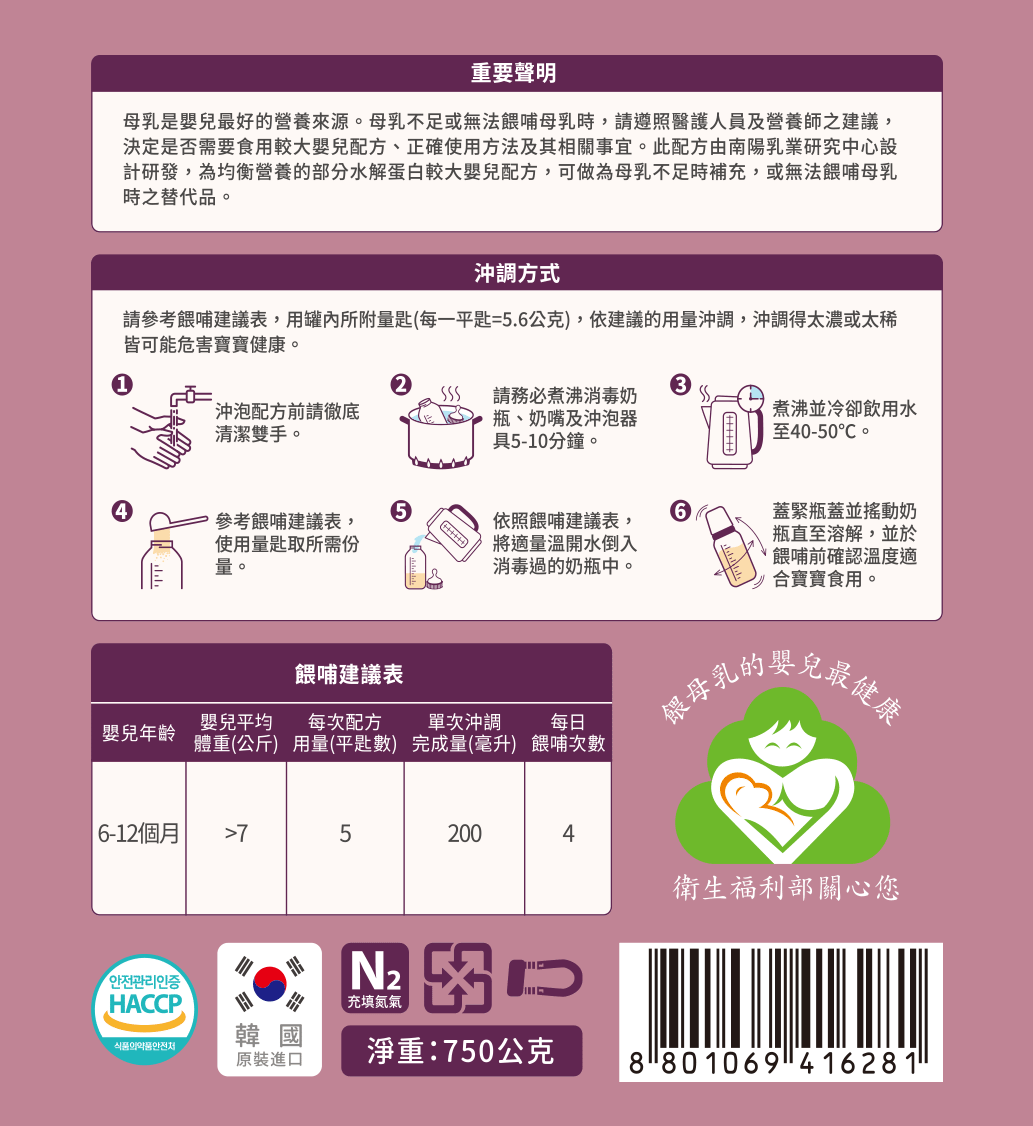 重要聲明
母乳是嬰兒最好的營養來源。母乳不足或無法餵哺母乳時，請遵照醫護人員及營養師之建議，
決定是否需要食用較大嬰兒配方、正確使用方法及其相關事宜。此配方由南陽乳業研究中心設
計研發，為均衡營養的部分水解蛋白較大嬰兒配方，可做為母乳不足時補充，或無法餵哺母乳
時之替代品。
沖調方式
請參考餵哺建議表，用罐內所附量匙(每一平匙=5.6公克)，依建議的用量沖調，沖調得太濃或太稀
皆可能危害寶寶健康。
1
沖泡配方前請徹底
清潔雙手。
2
請務必煮沸消毒奶
瓶、奶嘴及沖泡器
具5-10分鐘。
3
煮沸並冷卻飲用水
至40-50℃。
4
參考餵哺建議表，
使用量匙取所需份
量。
5
依照餵哺建議表，
將適量溫開水倒入
消毒過的奶瓶中。
6
蓋緊瓶蓋並搖動奶
瓶直至溶解，並於
餵哺前確認溫度適
合寶寶食用。
餵哺建議表
嬰兒年齡 嬰兒平均體重(公斤) 每次配方用量(平匙數) 單次沖調完成量(毫升) 每日餵哺次數
6-12個月 >7 5 200 4
餵母乳的嬰兒最健康
衛生福利部關心您
안전관리인증
HACCP
식품의약품안전처
韓國
原裝進口
N2
充填氮氣
淨重:750公克
8 801069 416281